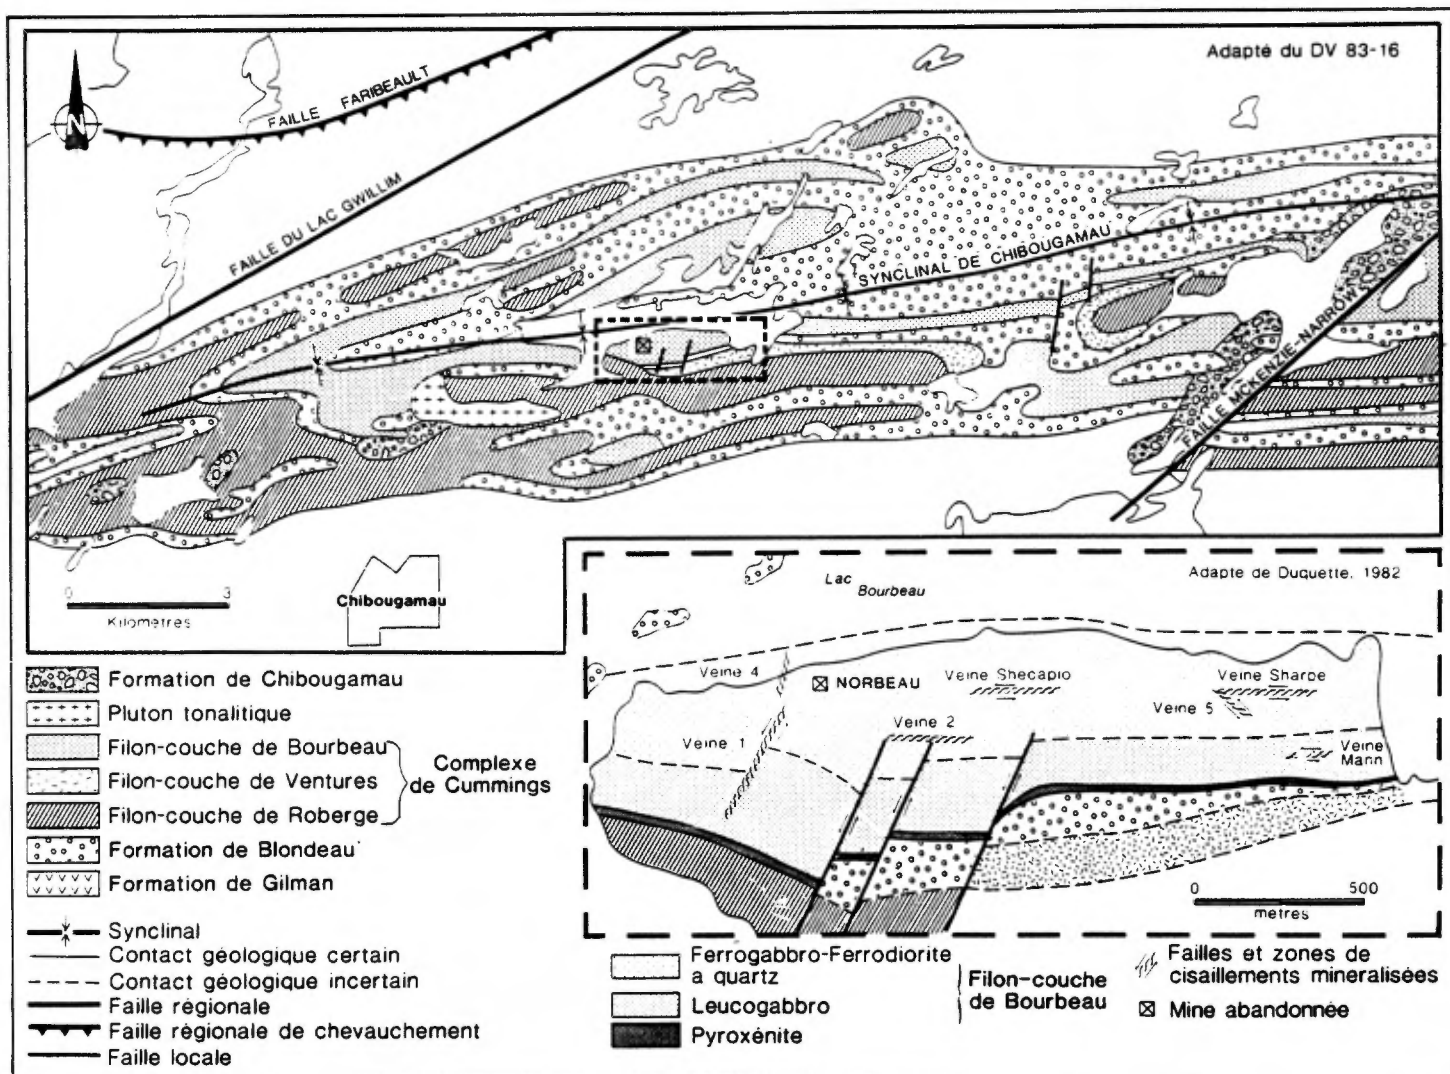 Adapté du DV 83-16
FAILLE FARIBEAULT
N
FAILLE DU LAC GWILLIM
SYNCLINAL DE CHIBOUGAMAU
FAILLE MCKENZIE-NARROWS
0 3
Kilomètres
Chibougamau
Adapte de Duquette, 1982
Lac
Bourbeau
Veine 4
NORBEAU
Veine Shecapio
Veine Sharpe
Veine 5
Veine 2
Veine 1
Veine
Mann
0 500
mètres
Formation de Chibougamau
Pluton tonalitique
Filon-couche de Bourbeau
Filon-couche de Ventures
Filon-couche de Roberge
Complexe
de Cummings
Formation de Blondeau
Formation de Gilman
Synclinal
Contact géologique certain
Contact géologique incertain
Faille régionale
Faille régionale de chevauchement
Faille locale
Ferrogabbro-Ferrodiorite
a quartz
Leucogabbro
Pyroxénite
Filon-couche
de Bourbeau
Failles et zones de
cisaillements mineralisées
Mine abandonnée